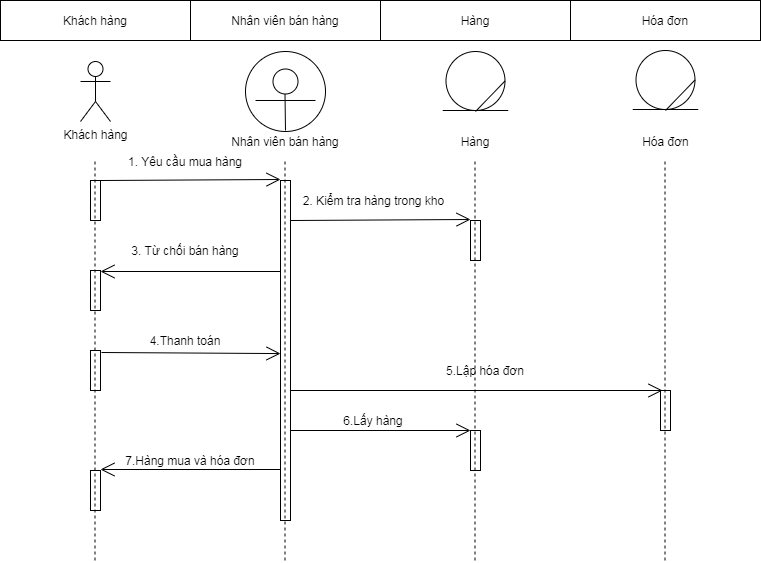 Khách hàng
Nhân viên bán hàng
Hàng
Hóa đơn
Khách hàng
Nhân viên bán hàng
Hàng
Hóa đơn
1. Yêu cầu mua hàng
2. Kiểm tra hàng trong kho
3. Từ chối bán hàng
4.Thanh toán
5.Lập hóa đơn
6.Lấy hàng
7.Hàng mua và hóa đơn